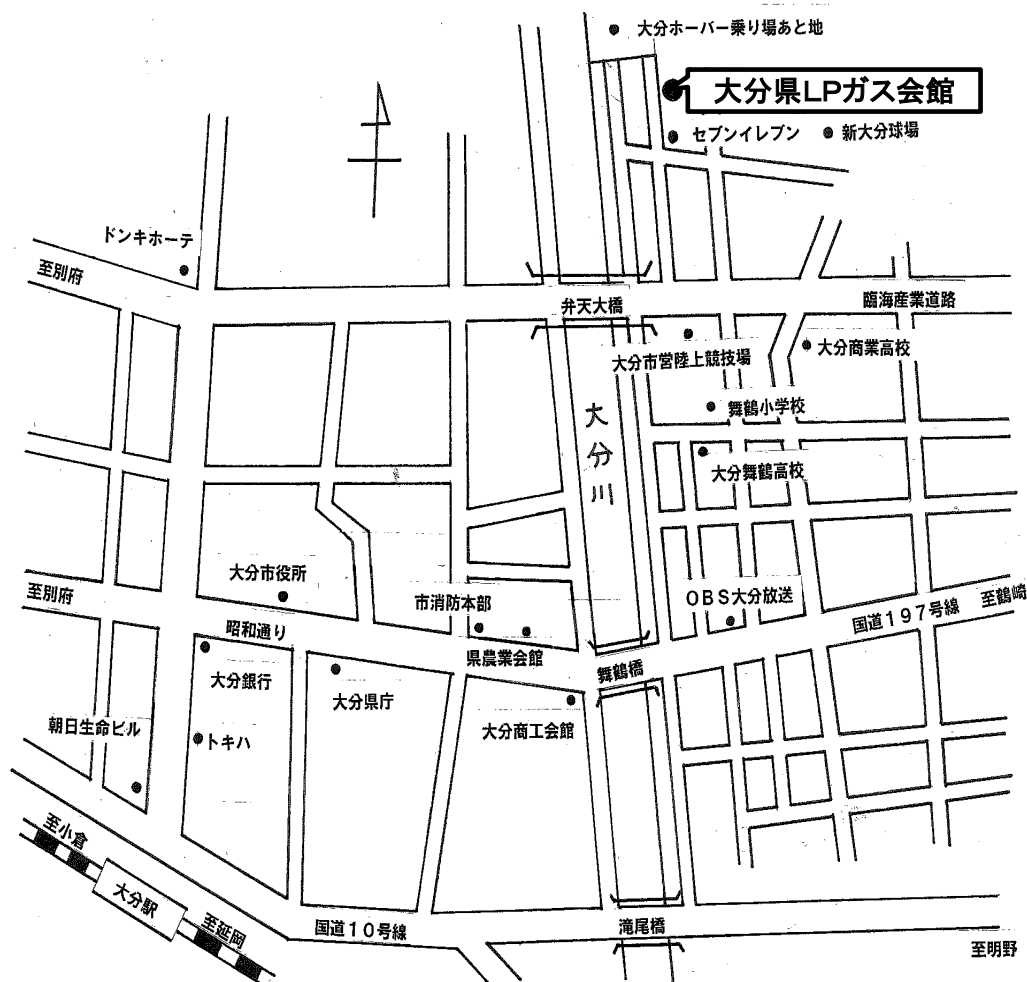 大分ホーバー乗り場あと地
大分県LPガス会館
セブンイレブン
新大分球場
ドンキホーテ
至別府
弁天大橋
臨海産業道路
大分市営陸上競技場
大分商業高校
舞鶴小学校
大分川
大分舞鶴高校
大分市役所
至別府
市消防本部
OBS大分放送
国道197号線
至鶴崎
昭和通り
県農業会館
舞鶴橋
大分銀行
大分県庁
大分商工会館
朝日生命ビル
トキハ
至小倉
大分駅
至延岡
国道10号線
滝尾橋
至明野